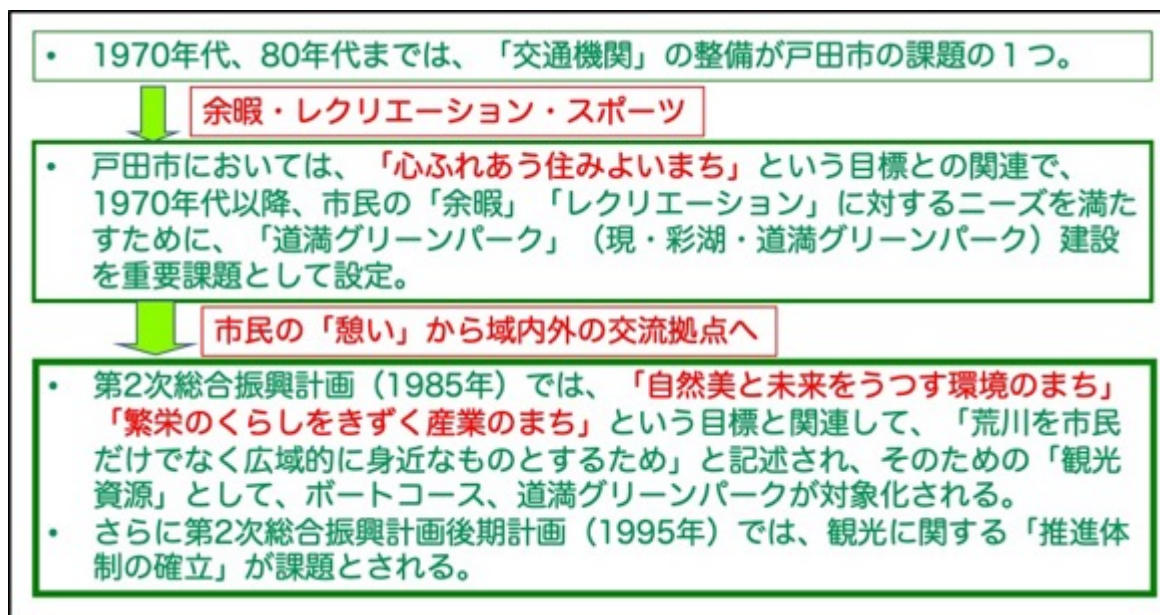 • 1970年代、80年代までは、「交通機関」の整備が戸田市の課題の１つ。
余暇・レクリエーション・スポーツ
• 戸田市においては、「心ふれあう住みよいまち」という目標との関連で、
1970年代以降、市民の「余暇」「レクリエーション」に対するニーズを満た
すために、「道満グリーンパーク」（現・彩湖・道満グリーンパーク）建設
を重要課題として設定。
市民の「憩い」から域内外の交流拠点へ
• 第2次総合振興計画（1985年）では、「自然美と未来をうつす環境のまち」
「繁栄のくらしをきずく産業のまち」という目標と関連して、「荒川を市民
だけでなく広域的に身近なものとするため」と記述され、そのための「観光
資源」として、ボートコース、道満グリーンパークが対象化される。
• さらに第2次総合振興計画後期計画（1995年）では、観光に関する「推進体
制の確立」が課題とされる。